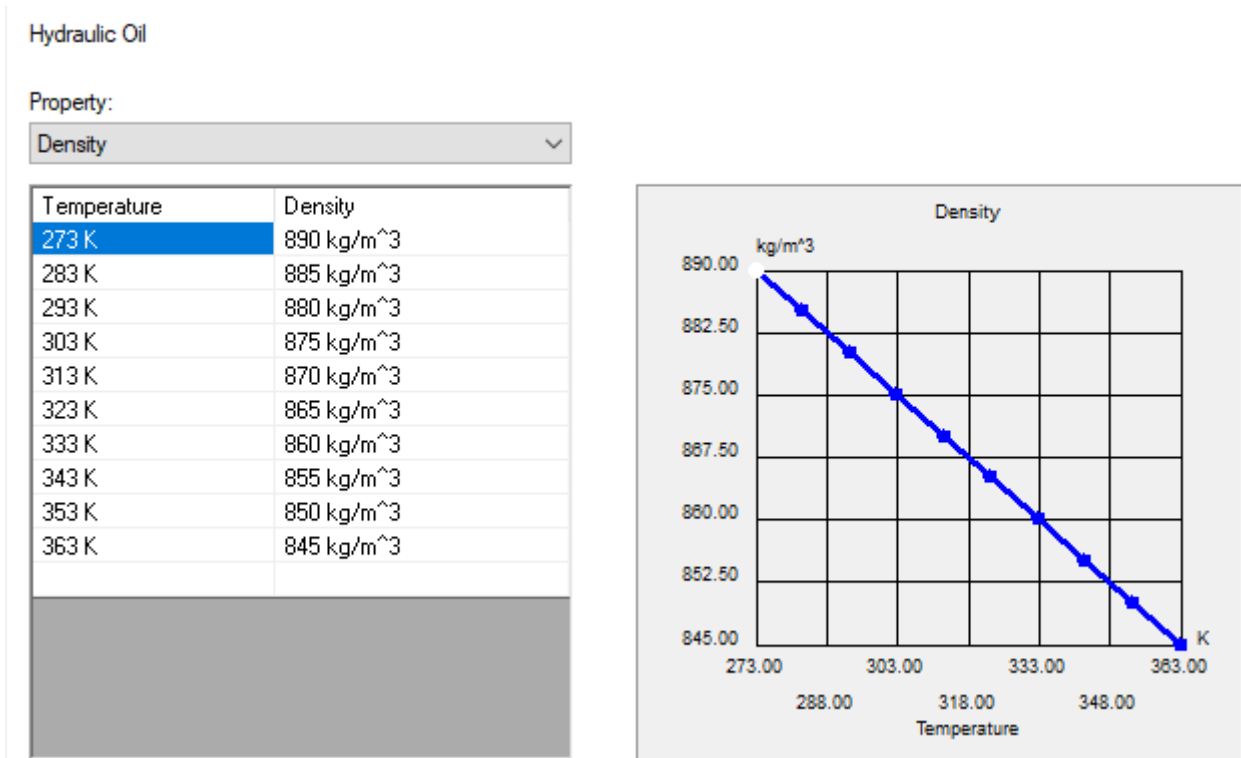 Hydraulic Oil
Property:
Density
Temperature Density
273 K 890 kg/m^3
283 K 885 kg/m^3
293 K 880 kg/m^3
303 K 875 kg/m^3
313 K 870 kg/m^3
323 K 865 kg/m^3
333 K 860 kg/m^3
343 K 855 kg/m^3
353 K 850 kg/m^3
363 K 845 kg/m^3
Density
kg/m^3
890.00
882.50
875.00
867.50
860.00
852.50
845.00 K
273.00 303.00 333.00 363.00
288.00 318.00 348.00
Temperature